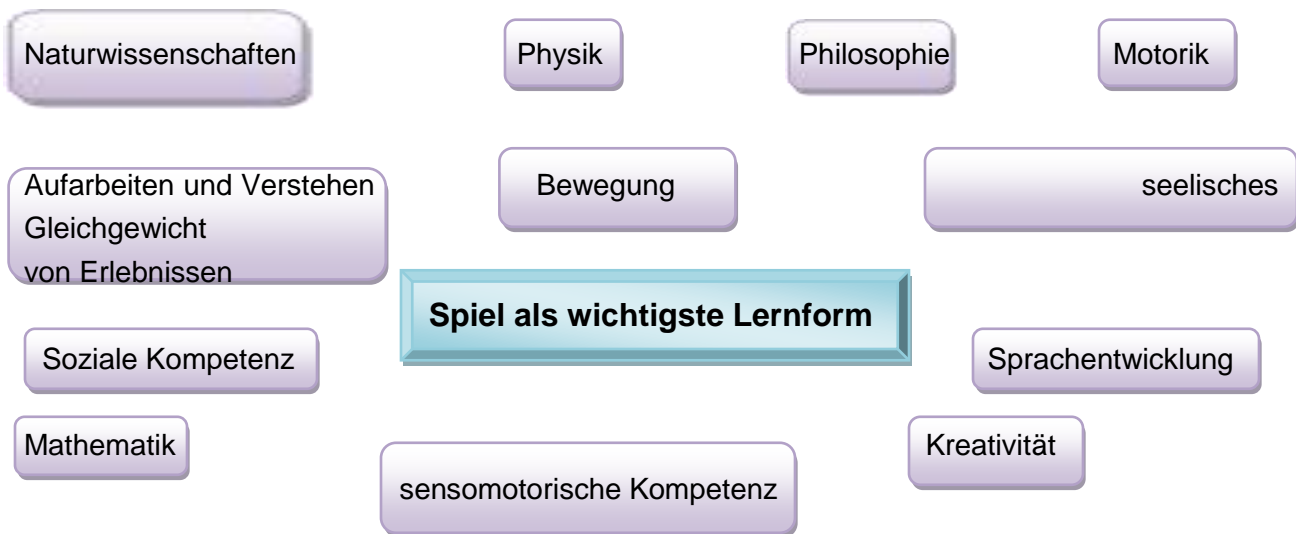 Naturwissenschaften
Physik
Philosophie
Motorik
Aufarbeiten und Verstehen
Gleichgewicht
von Erlebnissen
Bewegung
seelisches
Spiel als wichtigste Lernform
Soziale Kompetenz
Sprachentwicklung
Mathematik
sensomotorische Kompetenz
Kreativität